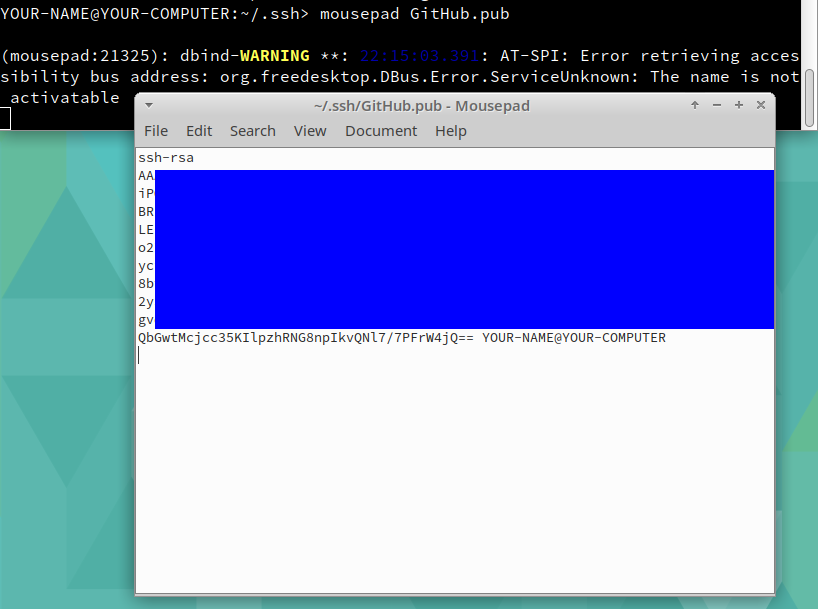 YOUR-NAME@YOUR-COMPUTER:~/.ssh> mousepad GitHub.pub
(mousepad:21325): dbind-WARNING **: 22:15:03.391: AT-SPI: Error retrieving acces
sibility bus address: org.freedesktop.DBus.Error.ServiceUnknown: The name is not
 activatable
~/.ssh/GitHub.pub - Mousepad
File Edit Search View Document Help
ssh-rsa
AA
iP
BR
LE
o2
yc
8b
2y
gv
QbGwtMcjcc35KIlpzhRNG8npIkvQNl7/7PFrW4jQ== YOUR-NAME@YOUR-COMPUTER